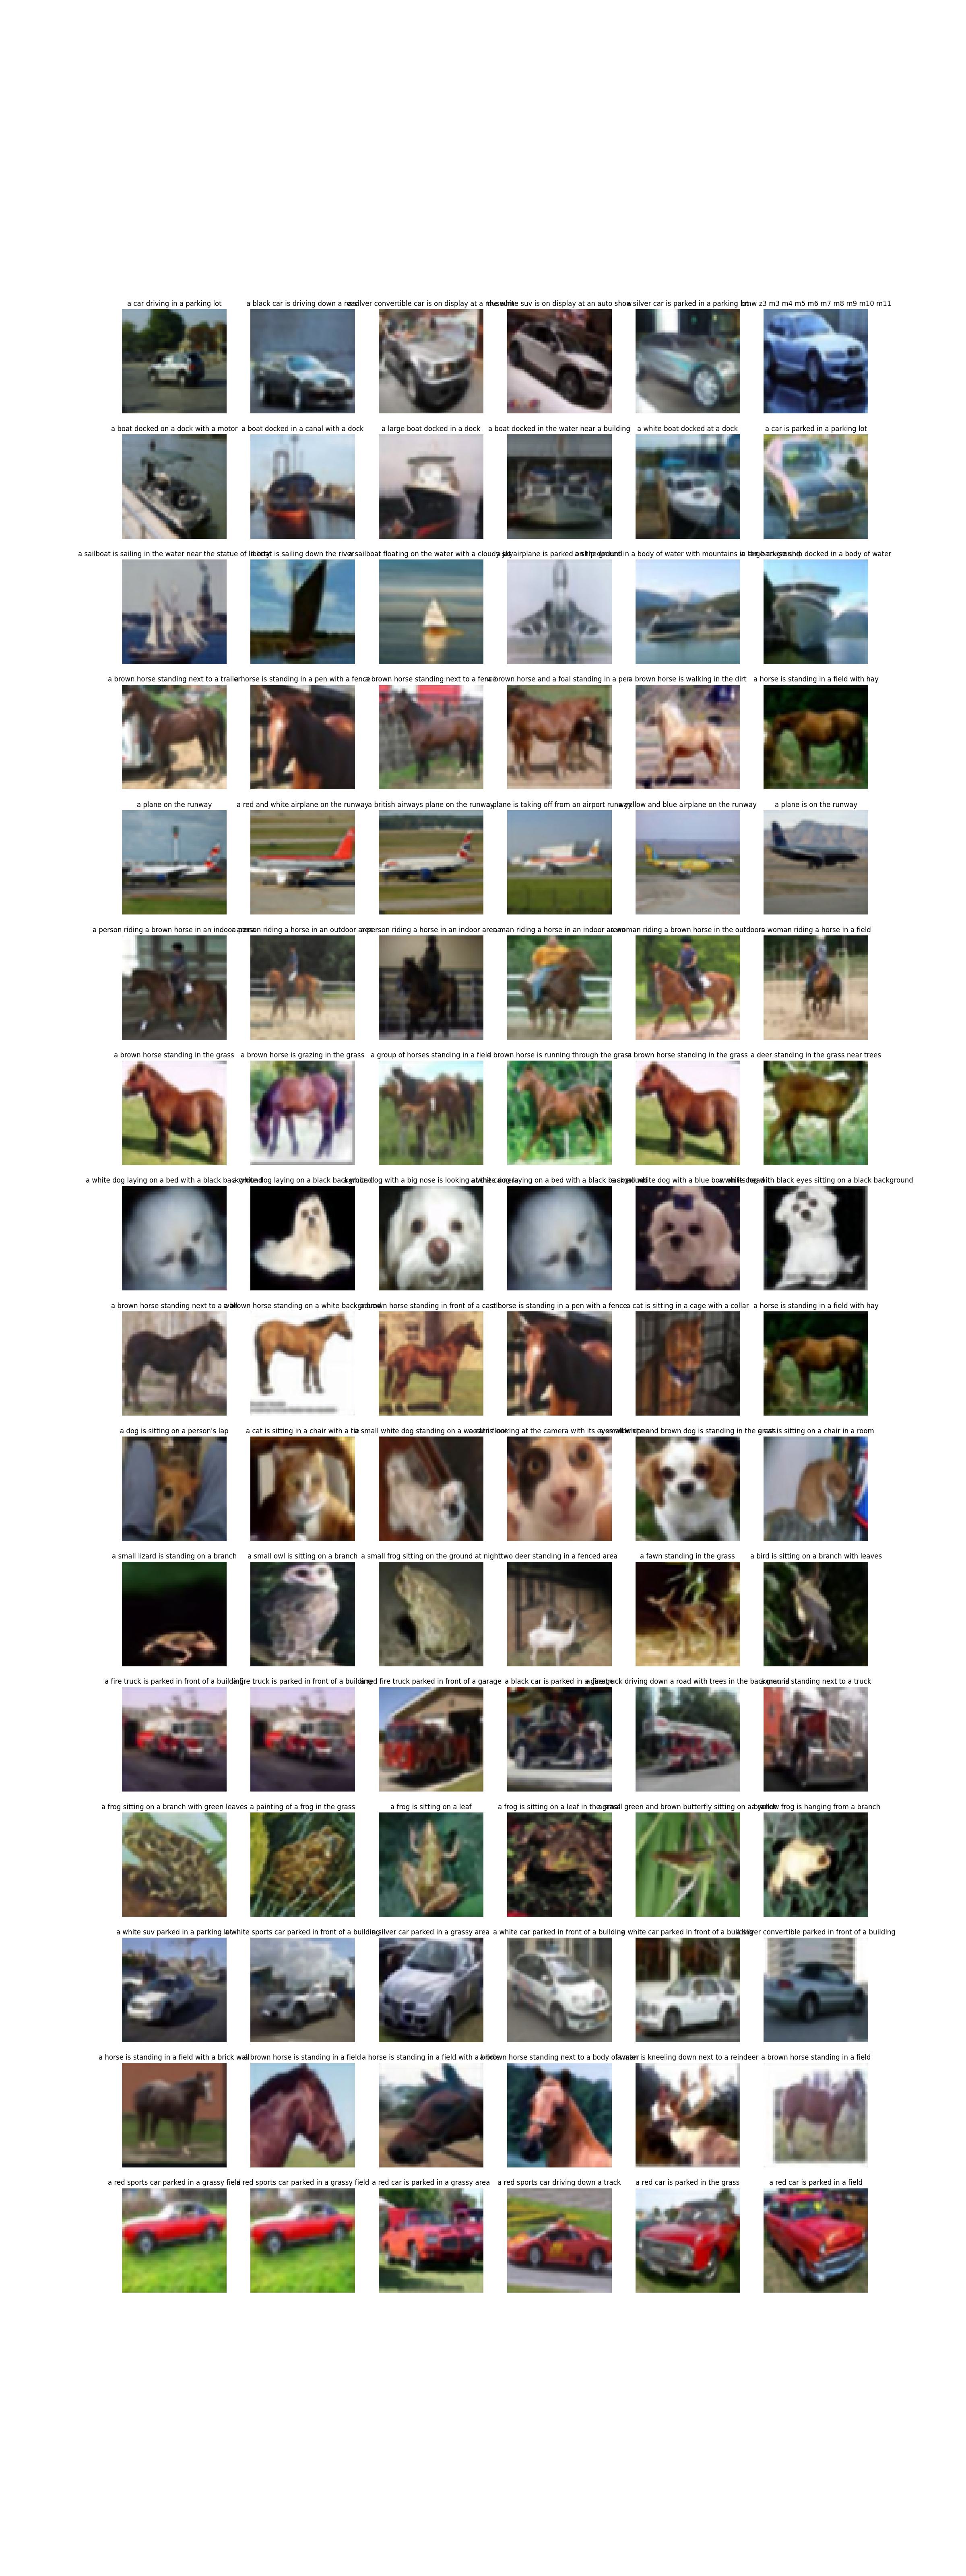 a car driving in a parking lot
a black car is driving down a road
a silver convertible car is on display at a museum
the white suv is on display at an auto show
a silver car is parked in a parking lot
bmw z3 m3 m4 m5 m6 m7 m8 m9 m10 m11
a boat docked on a dock with a motor
a boat docked in a canal with a dock
a large boat docked in a dock
a boat docked in the water near a building
a white boat docked at a dock
a car is parked in a parking lot
a sailboat is sailing in the water near the statue of liberty
a boat is sailing down the river
a sailboat floating on the water with a cloudy sky
a jet airplane is parked on the ground
a ship docked in a body of water with mountains in the background
a large cruise ship docked in a body of water
a brown horse standing next to a trailer
a horse is standing in a pen with a fence
a brown horse standing next to a fence
a brown horse and a foal standing in a pen
a brown horse is walking in the dirt
a horse is standing in a field with hay
a plane on the runway
a red and white airplane on the runway
a british airways plane on the runway
a plane is taking off from an airport runway
a yellow and blue airplane on the runway
a plane is on the runway
a person riding a brown horse in an indoor arena
a person riding a horse in an outdoor arena
a person riding a horse in an indoor arena
a man riding a horse in an indoor arena
a woman riding a brown horse in the outdoors
a woman riding a horse in a field
a brown horse standing in the grass
a brown horse is grazing in the grass
a group of horses standing in a field
a brown horse is running through the grass
a brown horse standing in the grass
a deer standing in the grass near trees
a white dog laying on a bed with a black background
a white dog laying on a black background
a white dog with a big nose is looking at the camera
a white dog laying on a bed with a black background
a small white dog with a blue bow on its head
a white dog with black eyes sitting on a black background
a brown horse standing next to a wall
a brown horse standing on a white background
a brown horse standing in front of a castle
a horse is standing in a pen with a fence
a cat is sitting in a cage with a collar
a horse is standing in a field with hay
a dog is sitting on a person's lap
a cat is sitting in a chair with a tie
a small white dog standing on a wooden floor
a cat is looking at the camera with its eyes wide open
a small white and brown dog is standing in the grass
a cat is sitting on a chair in a room
a small lizard is standing on a branch
a small owl is sitting on a branch
a small frog sitting on the ground at night
two deer standing in a fenced area
a fawn standing in the grass
a bird is sitting on a branch with leaves
a fire truck is parked in front of a building
a fire truck is parked in front of a building
a red fire truck parked in front of a garage
a black car is parked in a garage
a fire truck driving down a road with trees in the background
a man is standing next to a truck
a frog sitting on a branch with green leaves
a painting of a frog in the grass
a frog is sitting on a leaf
a frog is sitting on a leaf in the grass
a small green and brown butterfly sitting on a branch
a yellow frog is hanging from a branch
a white suv parked in a parking lot
a white sports car parked in front of a building
a silver car parked in a grassy area
a white car parked in front of a building
a white car parked in front of a building
a silver convertible parked in front of a building
a horse is standing in a field with a brick wall
a brown horse is standing in a field
a horse is standing in a field with a bridle
a brown horse standing next to a body of water
a man is kneeling down next to a reindeer
a brown horse standing in a field
a red sports car parked in a grassy field
a red sports car parked in a grassy field
a red car is parked in a grassy area
a red sports car driving down a track
a red car is parked in the grass
a red car is parked in a field